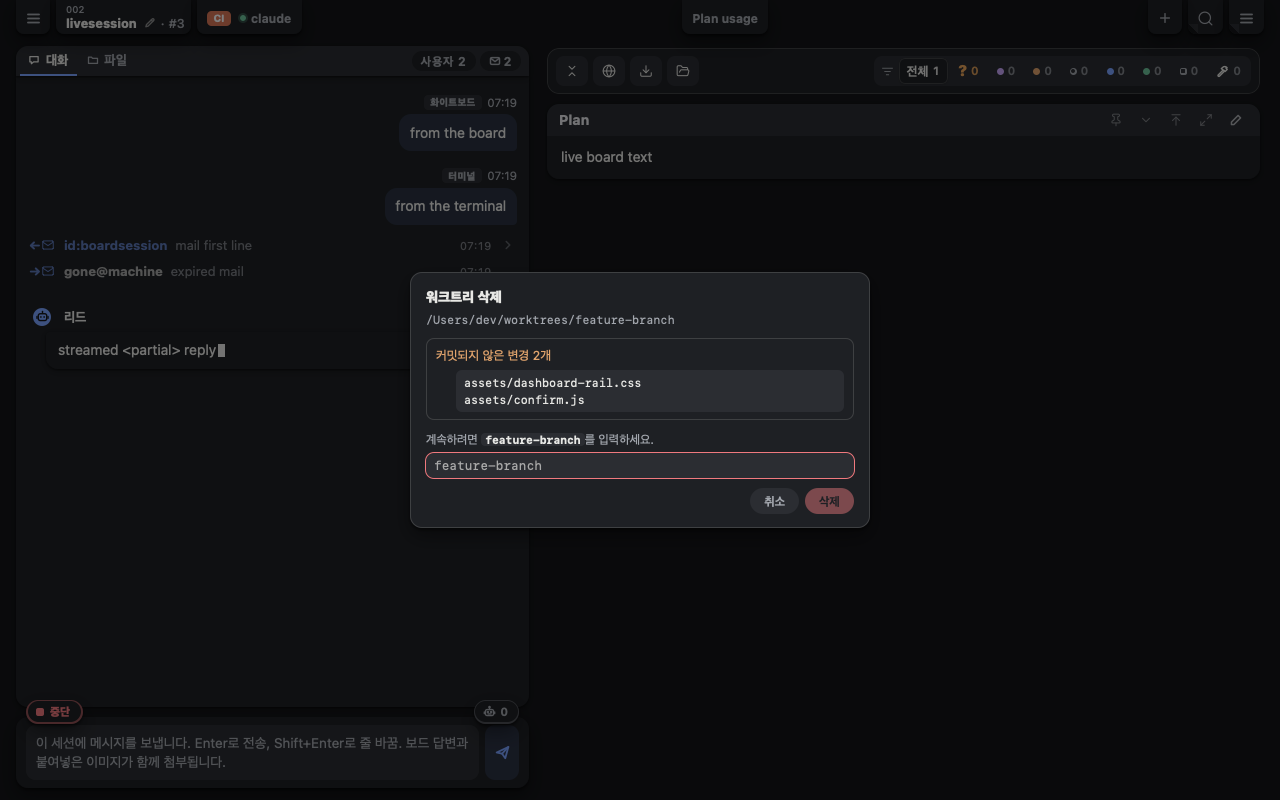 002
livesession · #3
CI claude
Plan usage
대화 파일 사용자 2 2
화이트보드 07:19
from the board
터미널 07:19
from the terminal
id:boardsession mail first line 07:19
gone@machine expired mail 07:19
리드
streamed <partial> reply
중단
0
이 세션에 메시지를 보냅니다. Enter로 전송, Shift+Enter로 줄 바꿈. 보드 답변과
붙여넣은 이미지가 함께 첨부됩니다.
전체 1 ? 0 0 0 0 0 0 0 0
Plan
live board text
워크트리 삭제
/Users/dev/worktrees/feature-branch
커밋되지 않은 변경 2개
assets/dashboard-rail.css
assets/confirm.js
계속하려면 feature-branch 를 입력하세요.
feature-branch
취소 삭제